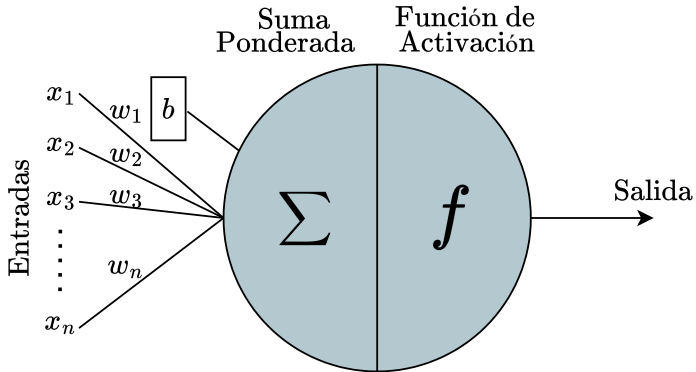 Suma
Ponderada
Función de
Activación
Entradas
x₁
x₂
x₃
xₙ
w₁
w₂
w₃
wₙ
b
Σ
f
Salida